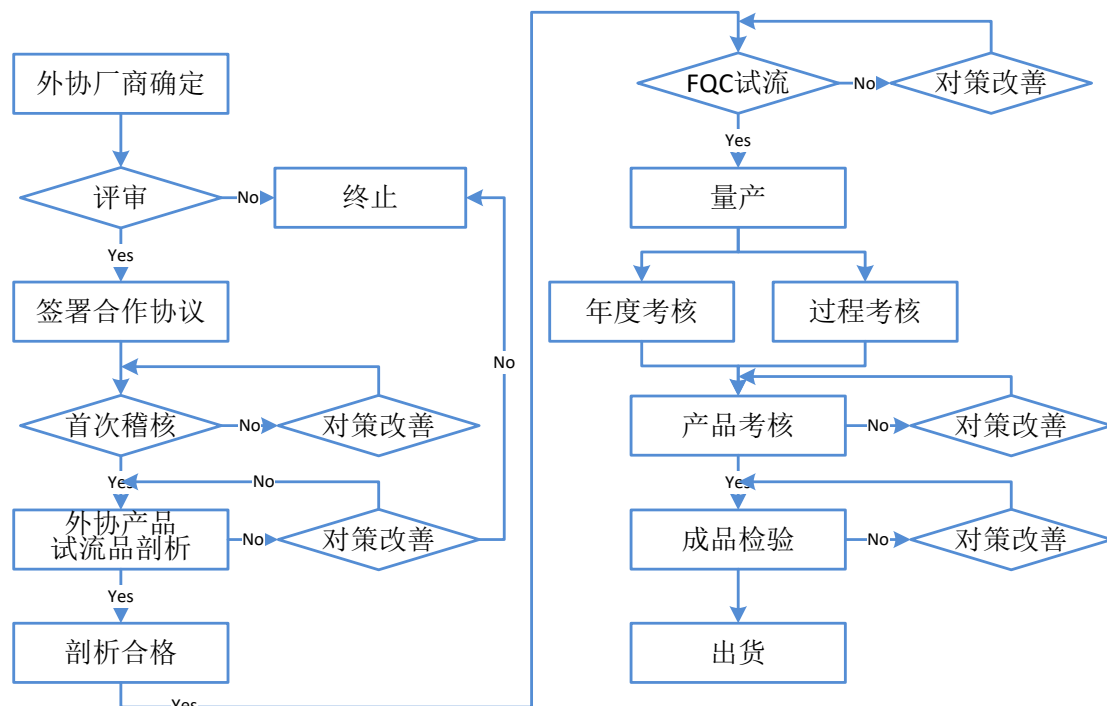 外协厂商确定
评审
No
终止
Yes
签署合作协议
首次稽核
No
对策改善
Yes
No
外协产品
试流品剖析
No
对策改善
No
Yes
剖析合格
Yes
FQC试流
No
对策改善
Yes
量产
年度考核
过程考核
产品考核
No
对策改善
Yes
成品检验
No
对策改善
出货